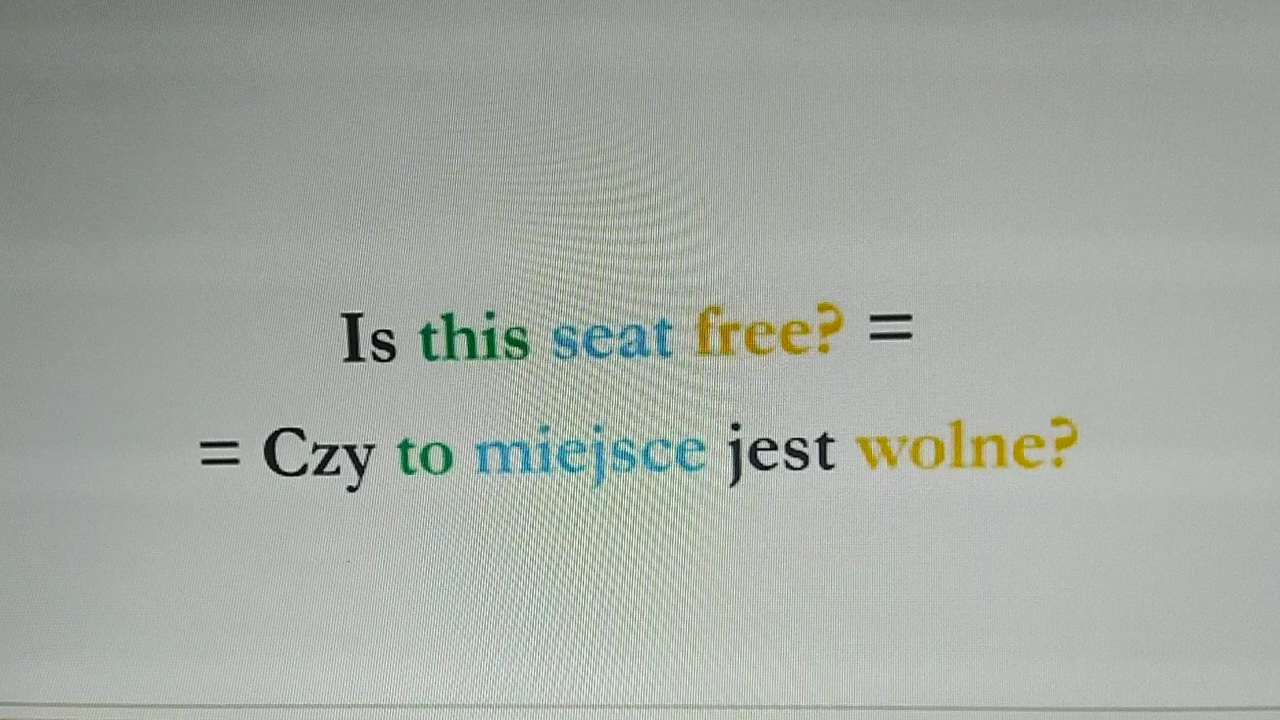 Is this seat free? =
= Czy to miejsce jest wolne?